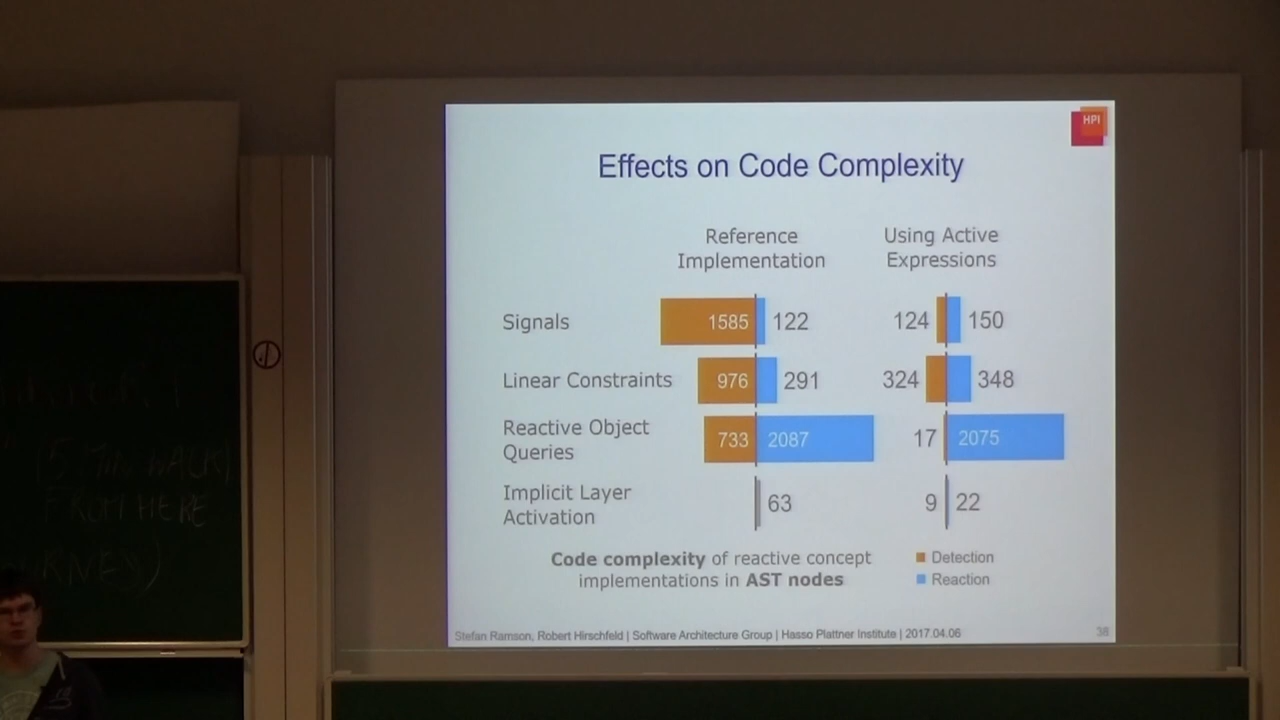 HPI
Effects on Code Complexity
Reference
Implementation
Using Active
Expressions
Signals
1585 122
124 150
Linear Constraints
976 291
324 348
Reactive Object
Queries
733 2087
17 2075
Implicit Layer
Activation
63
9 22
Code complexity of reactive concept
implementations in AST nodes
Detection
Reaction
Stefan Ramson, Robert Hirschfeld | Software Architecture Group | Hasso Plattner Institute | 2017.04.06
38
FROM HERE